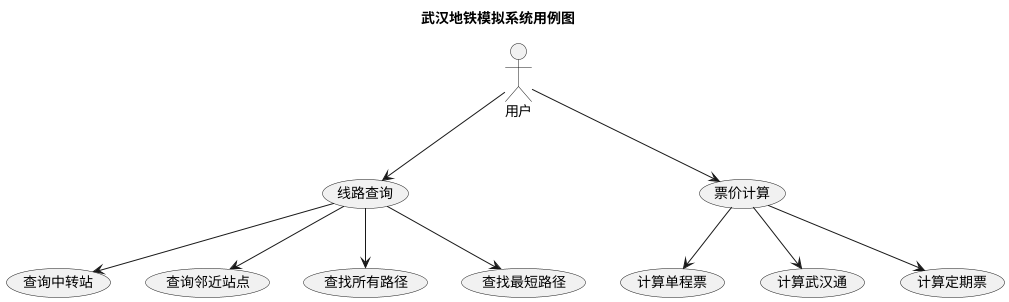 武汉地铁模拟系统用例图
用户
线路查询
票价计算
查询中转站
查询邻近站点
查找所有路径
查找最短路径
计算单程票
计算武汉通
计算定期票